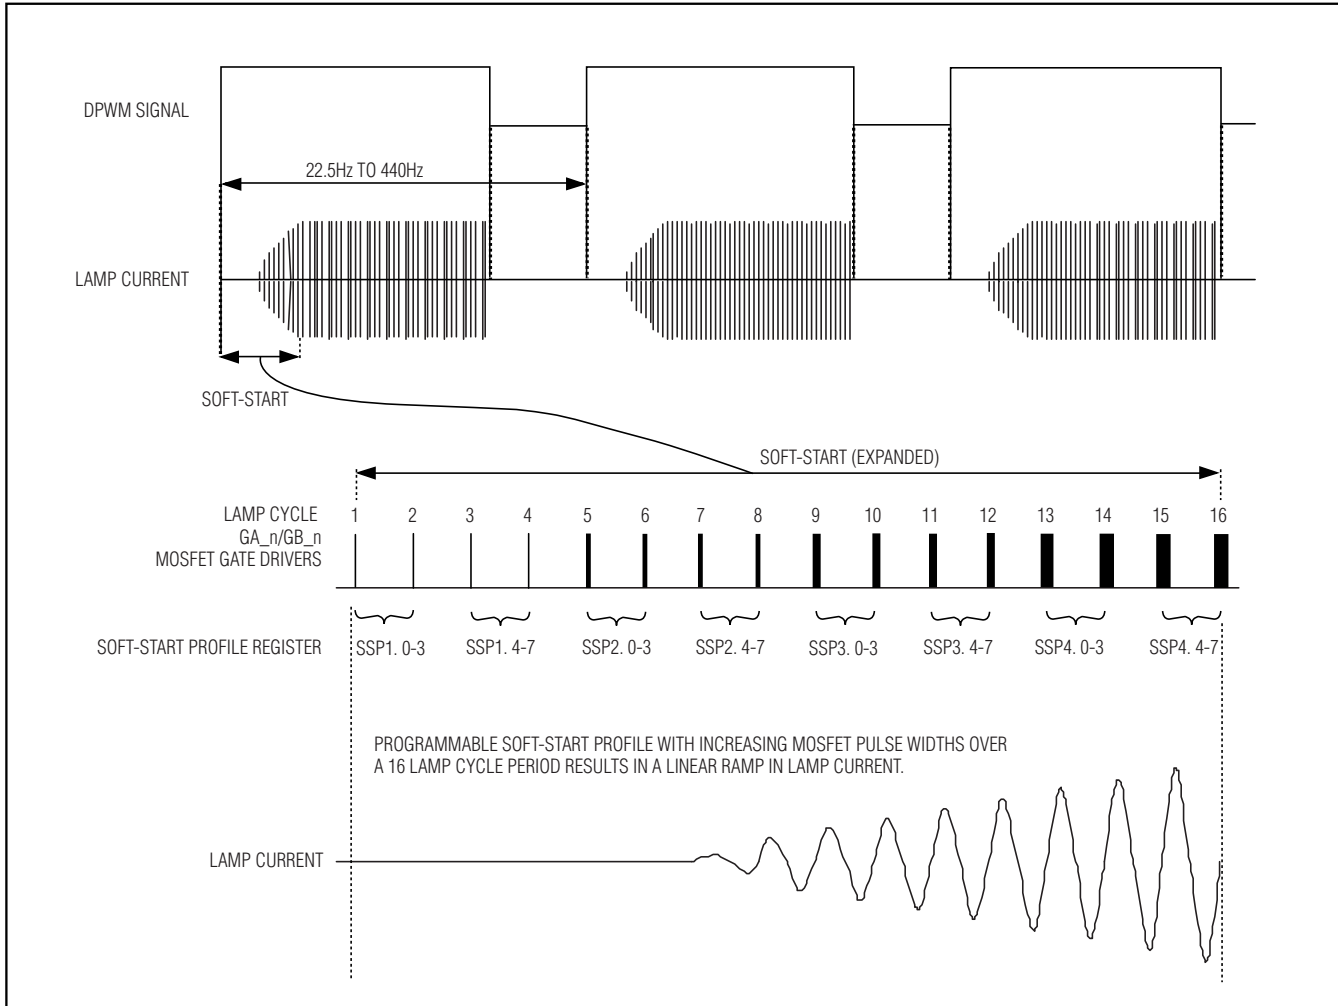 DPWM SIGNAL
22.5Hz TO 440Hz
LAMP CURRENT
SOFT-START
SOFT-START (EXPANDED)
LAMP CYCLE 1 2 3 4 5 6 7 8 9 10 11 12 13 14 15 16
GA_n/GB_n
MOSFET GATE DRIVERS
SOFT-START PROFILE REGISTER SSP1. 0-3 SSP1. 4-7 SSP2. 0-3 SSP2. 4-7 SSP3. 0-3 SSP3. 4-7 SSP4. 0-3 SSP4. 4-7
PROGRAMMABLE SOFT-START PROFILE WITH INCREASING MOSFET PULSE WIDTHS OVER
A 16 LAMP CYCLE PERIOD RESULTS IN A LINEAR RAMP IN LAMP CURRENT.
LAMP CURRENT